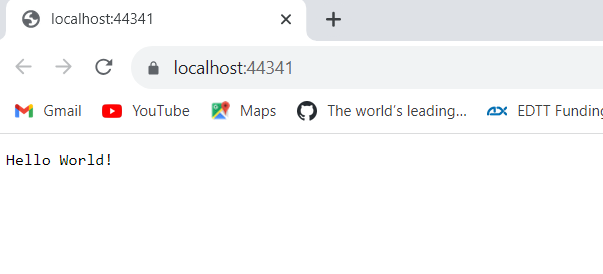 localhost:44341
localhost:44341
Gmail YouTube Maps The world's leading... EDTT Funding
Hello World!